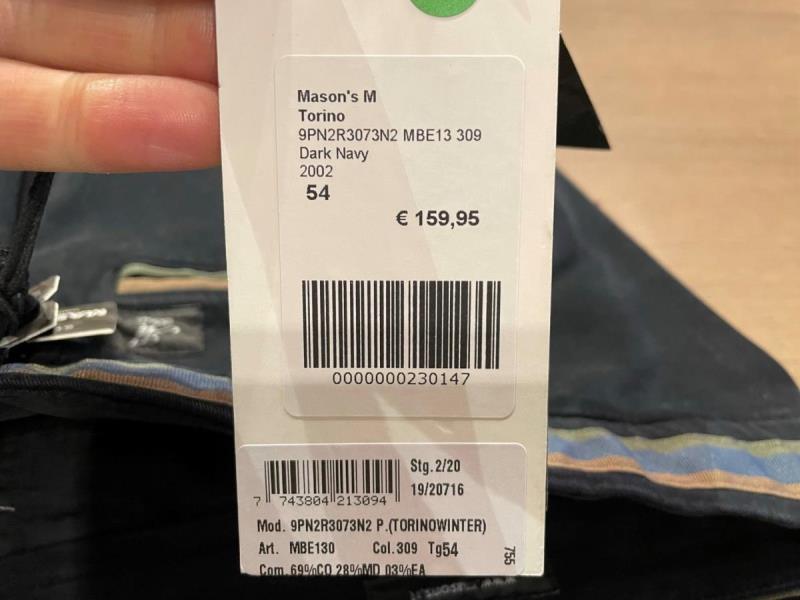 Mason's M
Torino
9PN2R3073N2 MBE13 309
Dark Navy
2002
54
€ 159,95
0000000230147
Stg.2/20
7 743804 213094
19/20716
Mod. 9PN2R3073N2 P.(TORINOWINTER)
Art. MBE130 Col.309 Tg54
755
Com. 69%CO 28%MD 03%EA